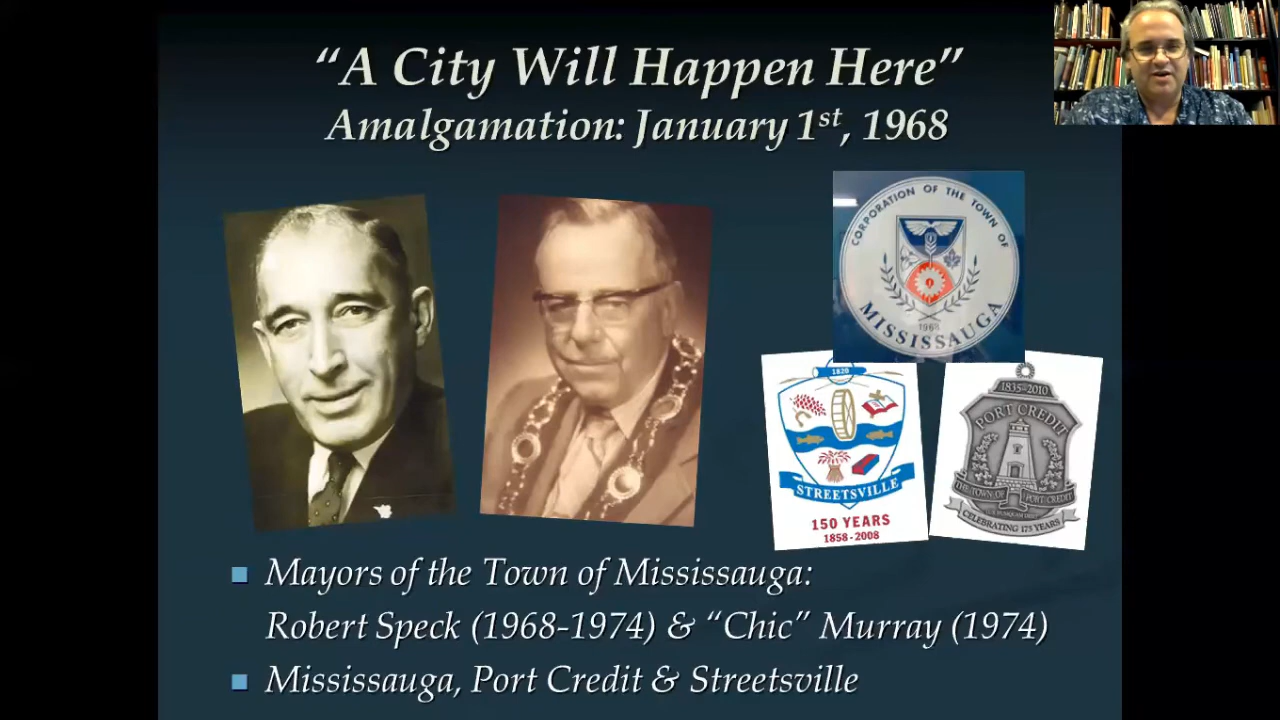 “A City Will Happen Here”
Amalgamation: January 1st, 1968
CORPORATION OF THE TOWN OF
MISSISSAUGA
1968
1820
STREETSVILLE
150 YEARS
1858-2008
1835-2010
PORT CREDIT
THE TOWN OF PORT CREDIT
CELEBRATING 175 YEARS
Mayors of the Town of Mississauga:
Robert Speck (1968-1974) & “Chic” Murray (1974)
Mississauga, Port Credit & Streetsville